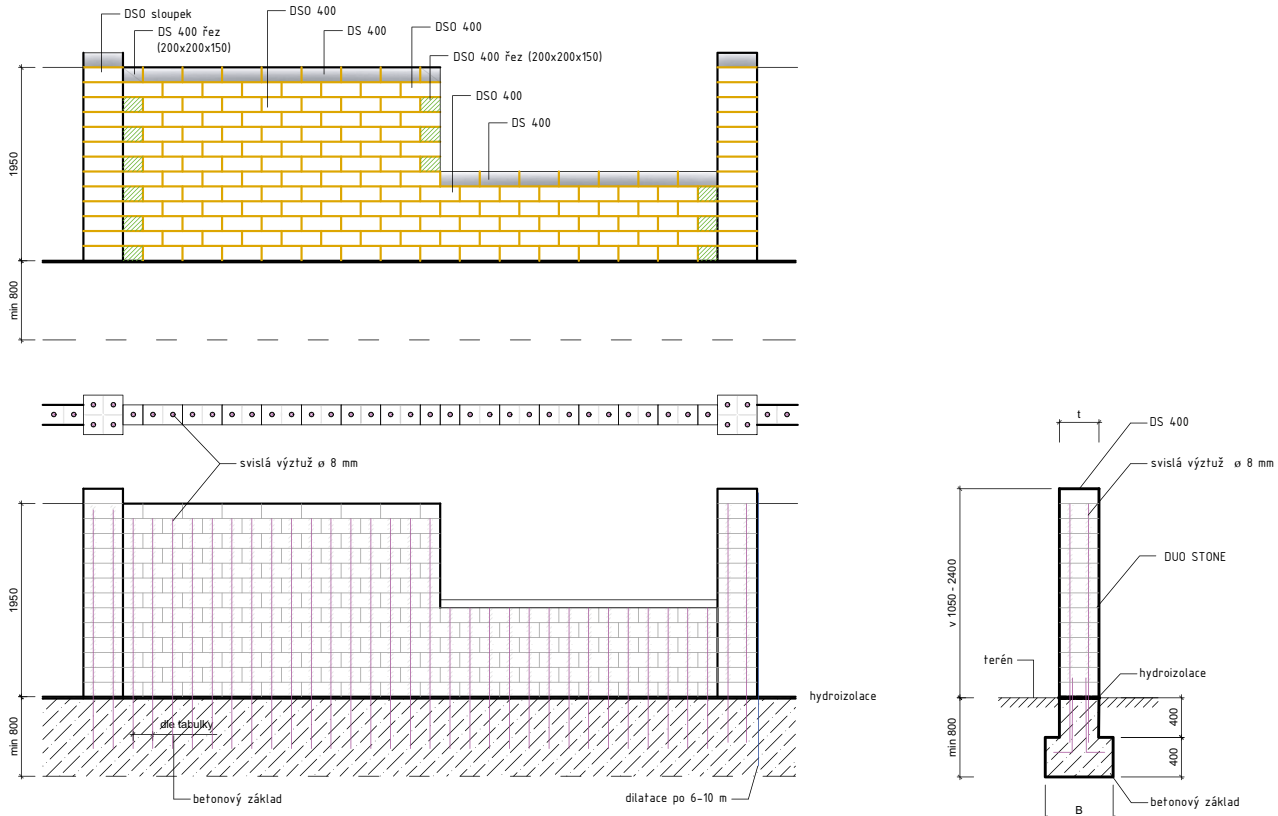 DSO sloupek
DS 400 řez
(200x200x150)
DSO 400
DS 400
DSO 400
DSO 400 řez (200x200x150)
DSO 400
DS 400
1950
min 800
svislá výztuž ø 8 mm
1950
min 800
dle tabulky
hydroizolace
betonový základ
dilatace po 6-10 m
t
DS 400
svislá výztuž ø 8 mm
v 1050 - 2400
DUO STONE
terén
hydroizolace
min 800
400
400
betonový základ
B